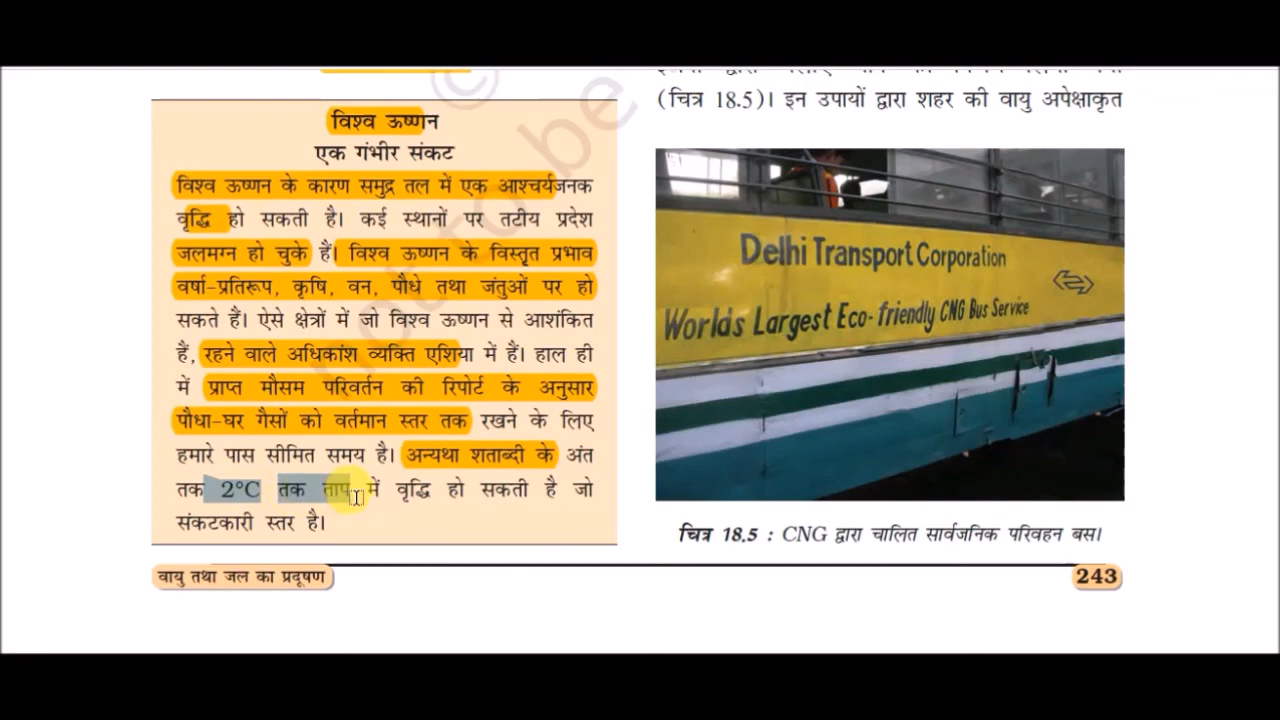 विश्व ऊष्णन
एक गंभीर संकट
विश्व ऊष्णन के कारण समुद्र तल में एक आश्चर्यजनक
वृद्धि हो सकती है। कई स्थानों पर तटीय प्रदेश
जलमग्न हो चुके हैं। विश्व ऊष्णन के विस्तृत प्रभाव
वर्षा-प्रतिरूप, कृषि, वन, पौधे तथा जंतुओं पर हो
सकते हैं। ऐसे क्षेत्रों में जो विश्व ऊष्णन से आशंकित
हैं, रहने वाले अधिकांश व्यक्ति एशिया में हैं। हाल ही
में प्राप्त मौसम परिवर्तन की रिपोर्ट के अनुसार
पौधा-घर गैसों को वर्तमान स्तर तक रखने के लिए
हमारे पास सीमित समय है। अन्यथा शताब्दी के अंत
तक 2°C तक ताप में वृद्धि हो सकती है जो
संकटकारी स्तर है।
वायु तथा जल का प्रदूषण
© 
not to be
(चित्र 18.5)। इन उपायों द्वारा शहर की वायु अपेक्षाकृत
Delhi Transport Corporation
Worlds Largest Eco-friendly CNG Bus Service
चित्र 18.5 : CNG द्वारा चालित सार्वजनिक परिवहन बस।
243